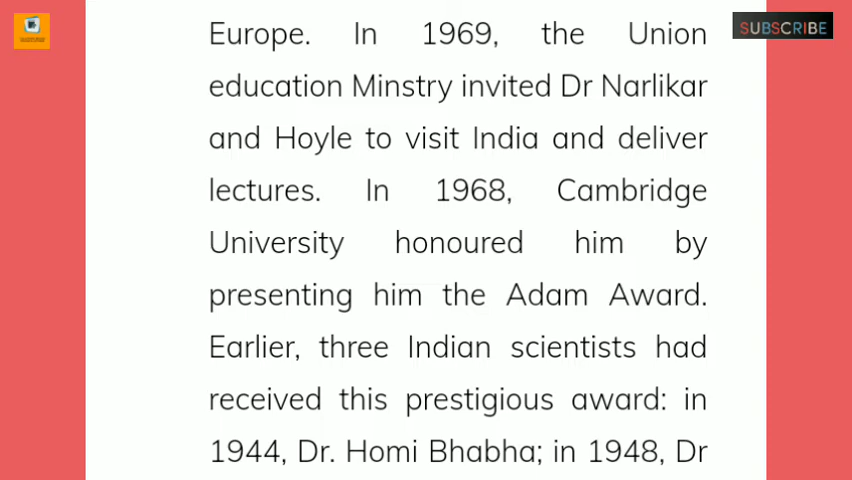 SUBSCRIBE
Europe. In 1969, the Union
education Minstry invited Dr Narlikar
and Hoyle to visit India and deliver
lectures. In 1968, Cambridge
University honoured him by
presenting him the Adam Award.
Earlier, three Indian scientists had
received this prestigious award: in
1944, Dr. Homi Bhabha; in 1948, Dr